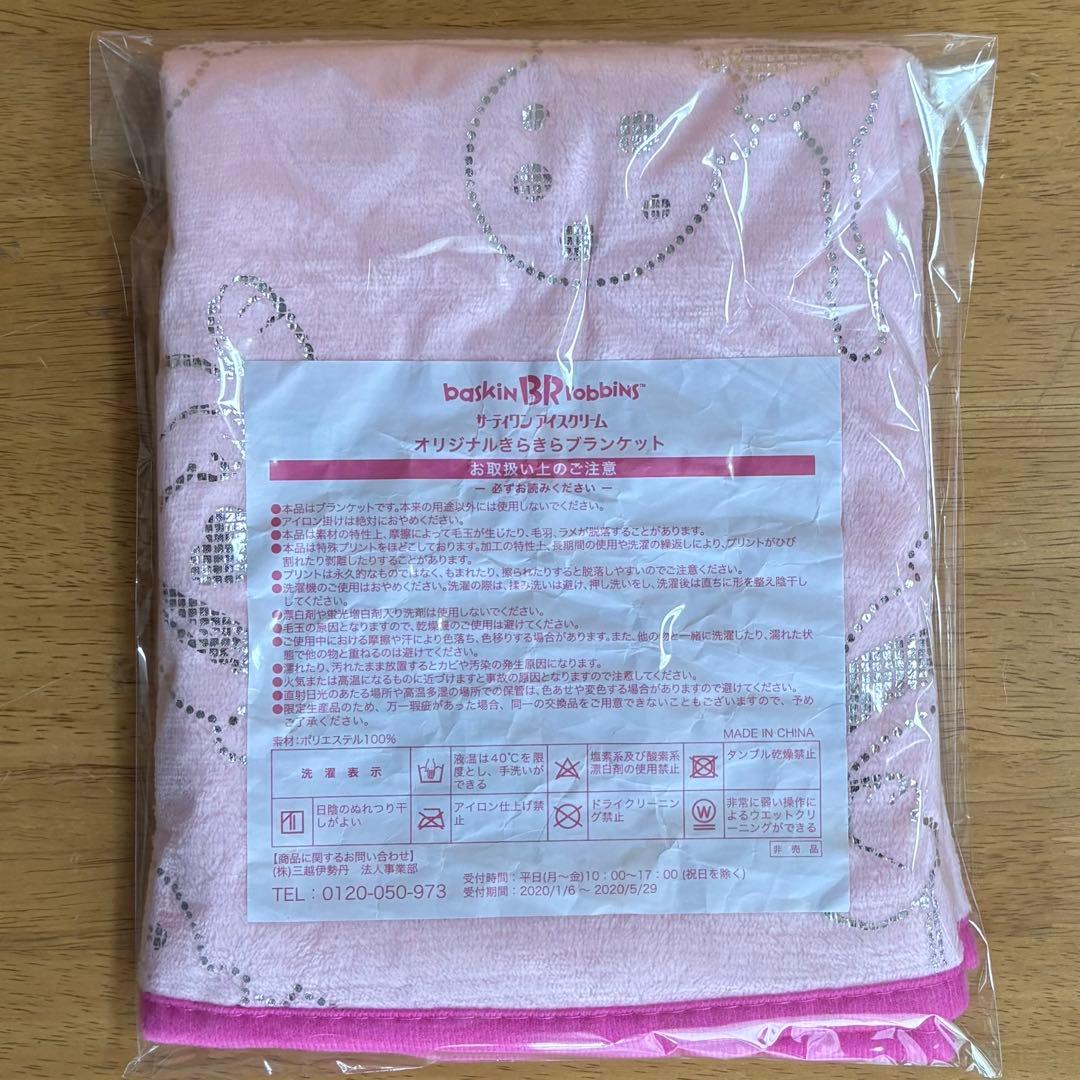 baskin BR robbins™
サーティワン アイスクリーム
オリジナルきらきらブランケット
お取扱い上のご注意
― 必ずお読みください ―
●本品はブランケットです。本来の用途以外には使用しないでください。
●アイロン掛けは絶対におやめください。
●本品は素材の特性上、摩擦によって毛玉が生じたり、毛羽、ラメが脱落することがあります。
●本品は特殊プリントをほどこしております。加工の特性上、長期間の使用や洗濯の繰返しにより、プリントがひび
割れたり剥離したりすることがあります。
●プリントは永久的なものではなく、もまれたり、擦られたりすると脱落しやすいのでご注意ください。
●洗濯機のご使用はおやめください。洗濯の際は、揉み洗いは避け、押し洗いをし、洗濯後は直ちに形を整え陰干し
してください。
●漂白剤や蛍光増白剤入り洗剤は使用しないでください。
●毛玉の原因となりますので、乾燥機のご使用は避けてください。
●ご使用中における摩擦や汗により色落ち、色移りする場合があります。また、他の物と一緒に洗濯したり、濡れた状
態で他の物と重ねるのは避けてください。
●濡れたり、汚れたまま放置するとカビや汚染の発生原因になります。
●火気または高温になるものに近づけますと事故の原因となりますので注意してください。
●直射日光のあたる場所や高温多湿の場所での保管は、色あせや変色する場合がありますので避けてください。
●限定生産品のため、万一瑕疵があった場合、同一の交換品をご用意できないこともございますので、予め
ご了承ください。
素材:ポリエステル100% MADE IN CHINA
洗濯表示 液温は40℃を限度とし、手洗いができる 塩素系及び酸素系漂白剤の使用禁止 タンブル乾燥禁止
日陰のぬれつり干しがよい アイロン仕上げ禁止 ドライクリーニング禁止 W 非常に弱い操作によるウエットクリーニングができる
非売品
【商品に関するお問い合わせ】
(株)三越伊勢丹 法人事業部 受付時間:平日(月〜金)10:00〜17:00 (祝日を除く)
TEL:0120-050-973 受付期間:2020/1/6 〜 2020/5/29